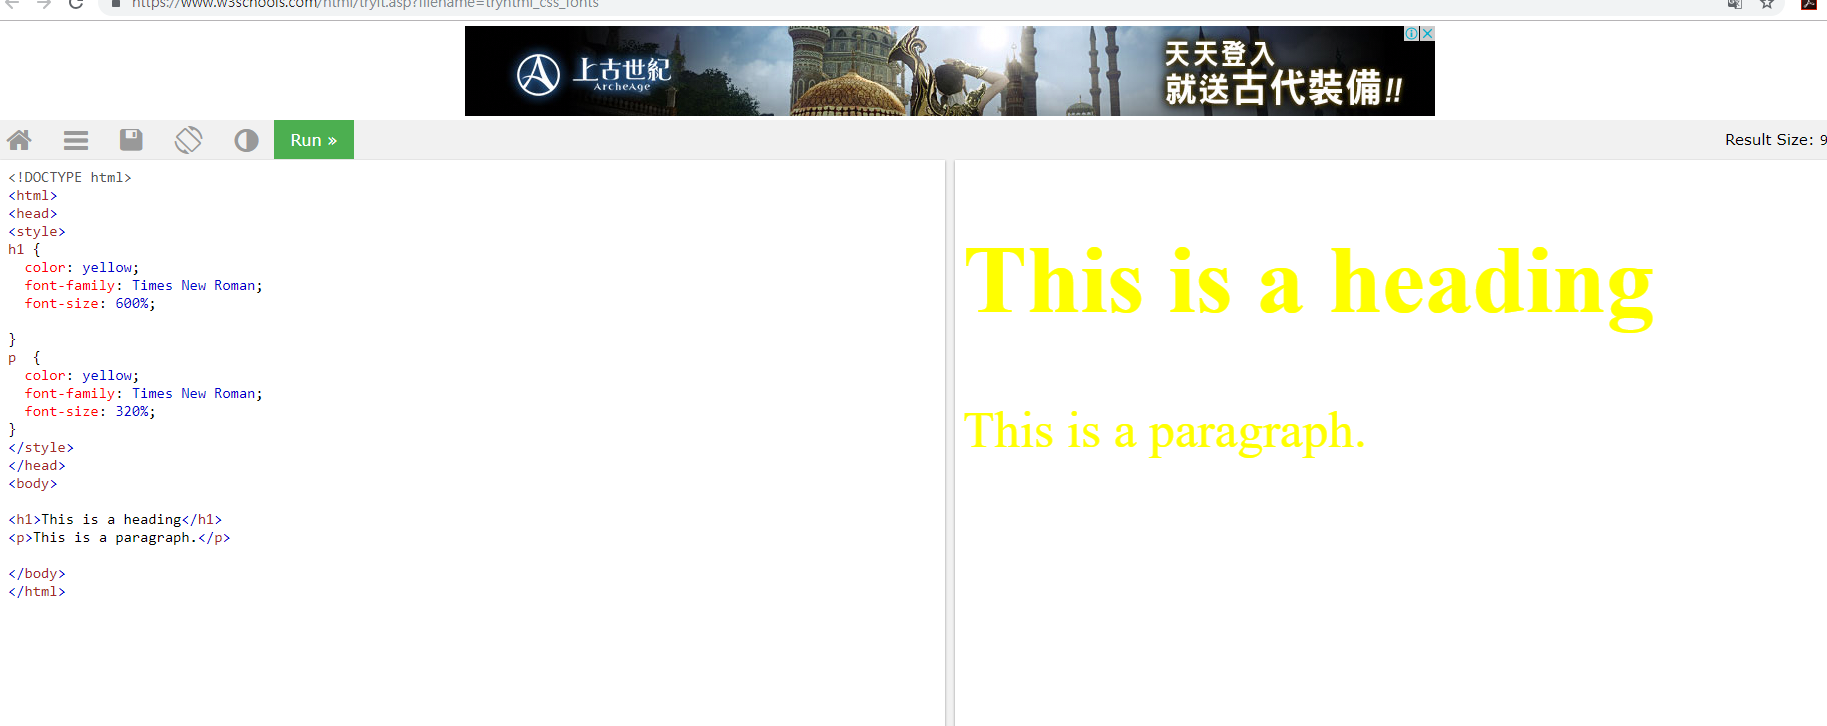 https://www.w3schools.com/html/tryit.asp?filename=tryhtml_css_fonts
上古世紀
ArcheAge
天天登入
就送古代裝備!!
Run »
Result Size: 9
<!DOCTYPE html>
<html>
<head>
<style>
h1 {
color: yellow;
font-family: Times New Roman;
font-size: 600%;
}
p {
color: yellow;
font-family: Times New Roman;
font-size: 320%;
}
</style>
</head>
<body>
<h1>This is a heading</h1>
<p>This is a paragraph.</p>
</body>
</html>
This is a heading
This is a paragraph.